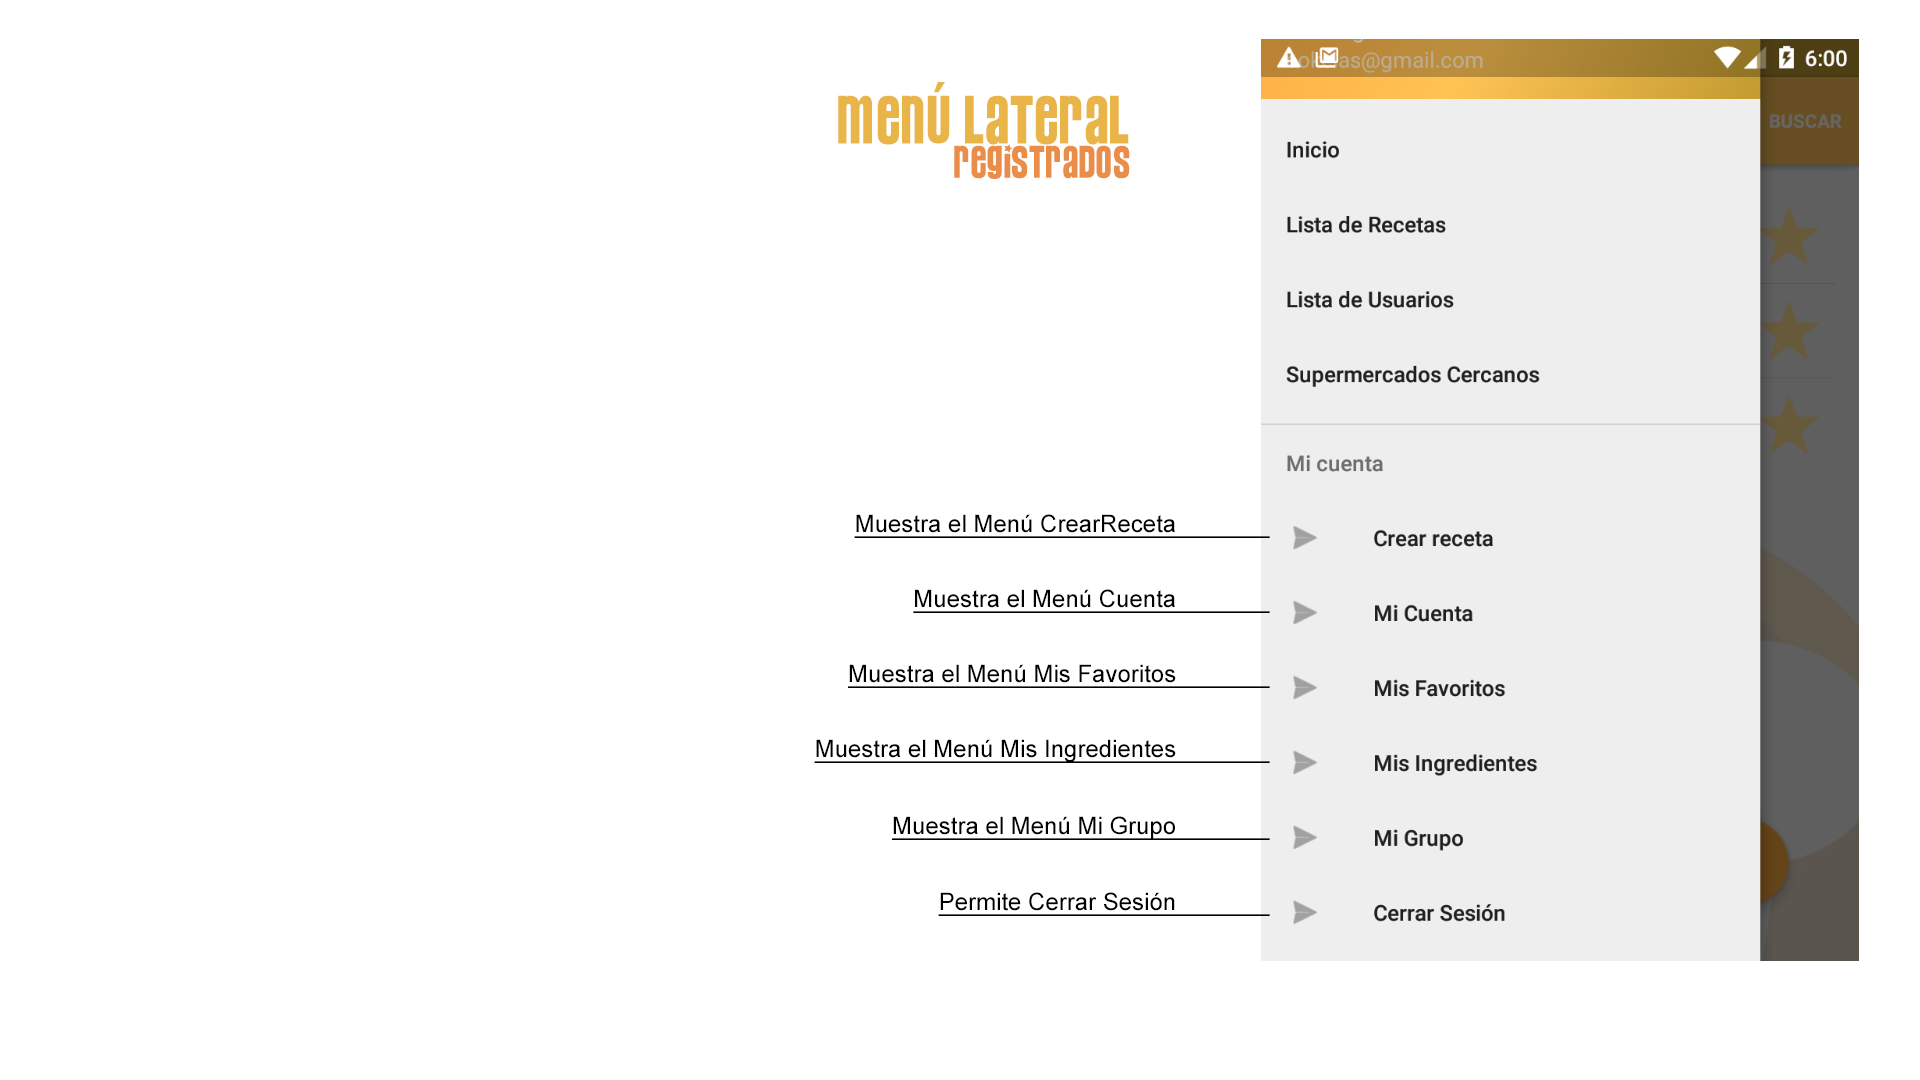 menú Lateral
registrados
as@gmail.com
6:00
BUSCAR
Inicio
Lista de Recetas
Lista de Usuarios
Supermercados Cercanos
Mi cuenta
Muestra el Menú CrearReceta
Crear receta
Muestra el Menú Cuenta
Mi Cuenta
Muestra el Menú Mis Favoritos
Mis Favoritos
Muestra el Menú Mis Ingredientes
Mis Ingredientes
Muestra el Menú Mi Grupo
Mi Grupo
Permite Cerrar Sesión
Cerrar Sesión